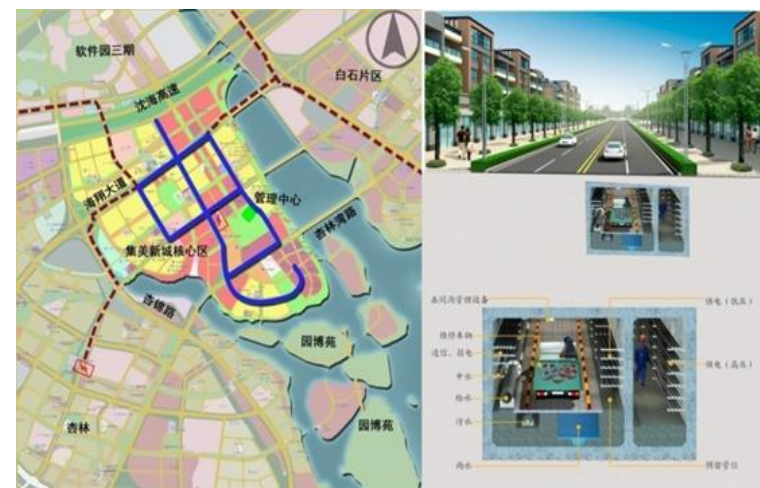 软件园三期
白石片区
沈海高速
海翔大道
管理中心
杏林湾路
集美新城核心区
杏锦路
园博苑
杏林
园博苑
共同沟管理设备
供电（低压）
维修车辆
通信、弱电
供电（高压）
中水
给水
污水
雨水
预留管位